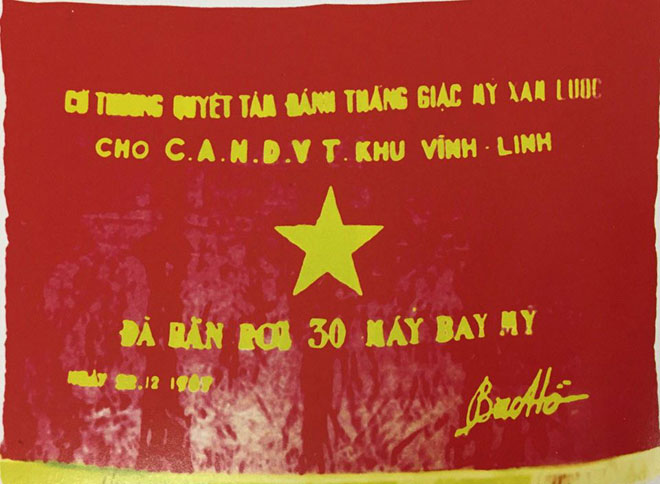 CỜ THƯỞNG QUYẾT TÂM ĐÁNH THẮNG GIẶC MỸ XÂM LƯỢC
CHO C.A.N.D.V T. KHU VĨNH - LINH
ĐÃ BẮN RƠI 30 MÁY BAY MỸ
NGÀY 22.12 1967
Bác Hồ